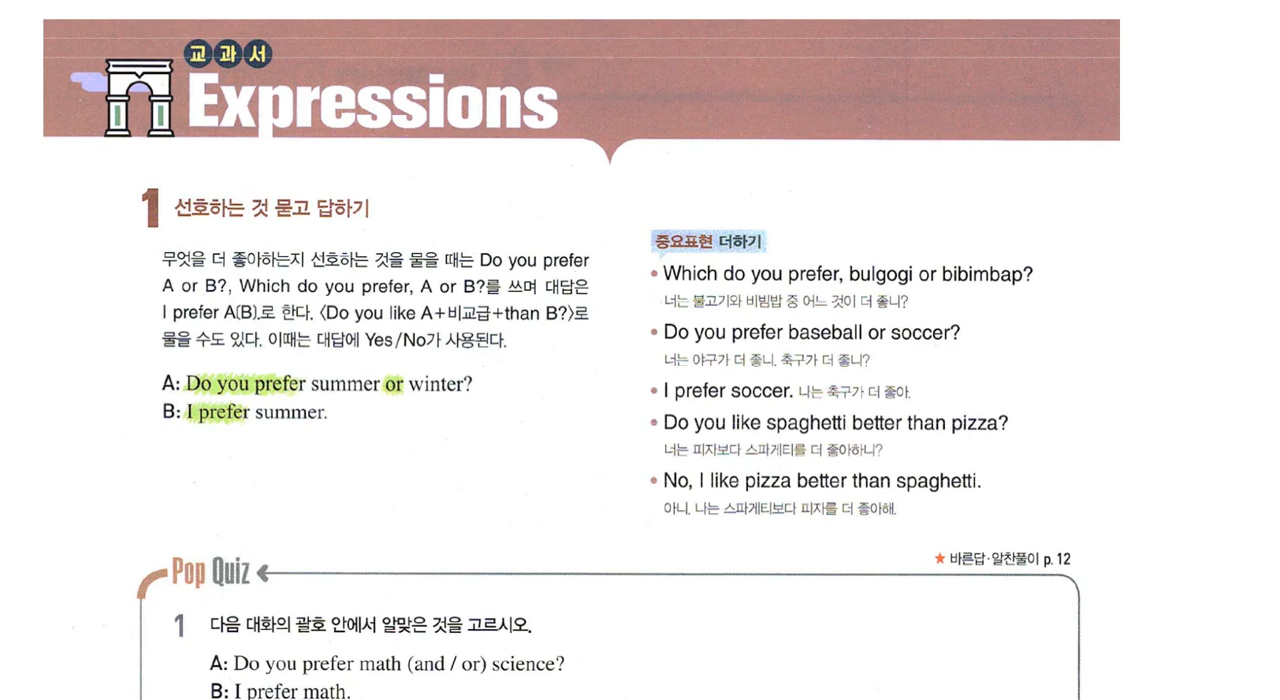 교과서
Expressions
1 선호하는 것 묻고 답하기
무엇을 더 좋아하는지 선호하는 것을 물을 때는 Do you prefer
A or B?, Which do you prefer, A or B?를 쓰며 대답은
I prefer A(B).로 한다. 〈Do you like A+비교급+than B?〉로
물을 수도 있다. 이때는 대답에 Yes/No가 사용된다.
A: Do you prefer summer or winter?
B: I prefer summer.
중요표현 더하기
• Which do you prefer, bulgogi or bibimbap?
너는 불고기와 비빔밥 중 어느 것이 더 좋니?
• Do you prefer baseball or soccer?
너는 야구가 더 좋니, 축구가 더 좋니?
• I prefer soccer. 나는 축구가 더 좋아.
• Do you like spaghetti better than pizza?
너는 피자보다 스파게티를 더 좋아하니?
• No, I like pizza better than spaghetti.
아니, 나는 스파게티보다 피자를 더 좋아해.
★ 바른답·알찬풀이 p. 12
Pop Quiz
1 다음 대화의 괄호 안에서 알맞은 것을 고르시오.
A: Do you prefer math (and / or) science?
B: I prefer math.